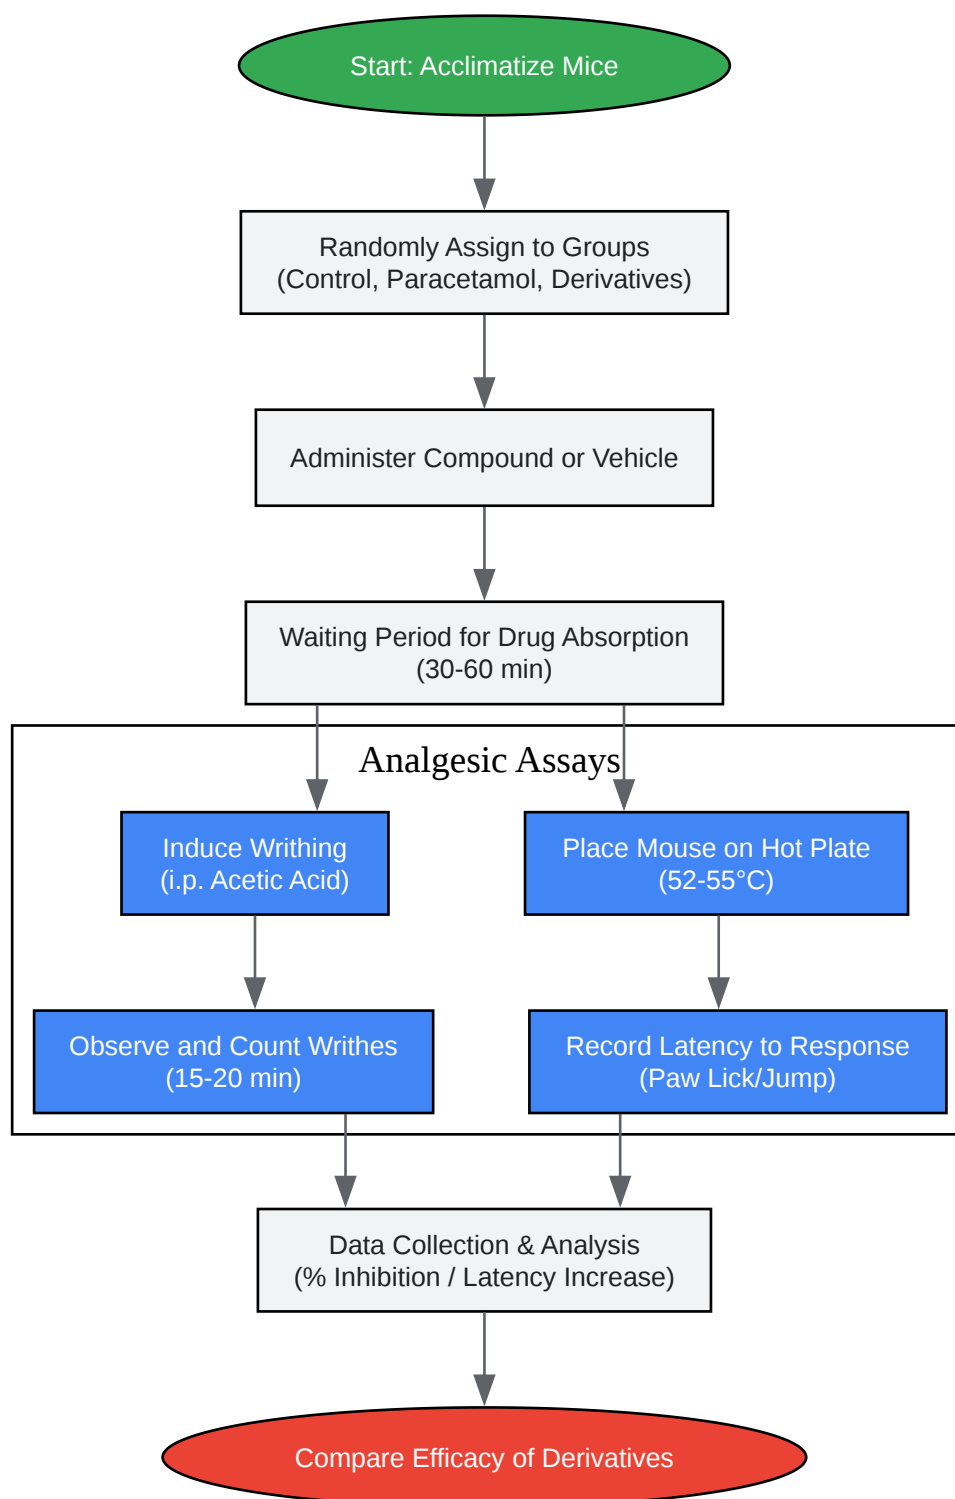 Start: Acclimatize Mice
Randomly Assign to Groups
(Control, Paracetamol, Derivatives)
Administer Compound or Vehicle
Waiting Period for Drug Absorption
(30-60 min)
Analgesic Assays
Induce Writhing
(i.p. Acetic Acid)
Place Mouse on Hot Plate
(52-55°C)
Observe and Count Writhes
(15-20 min)
Record Latency to Response
(Paw Lick/Jump)
Data Collection & Analysis
(% Inhibition / Latency Increase)
Compare Efficacy of Derivatives